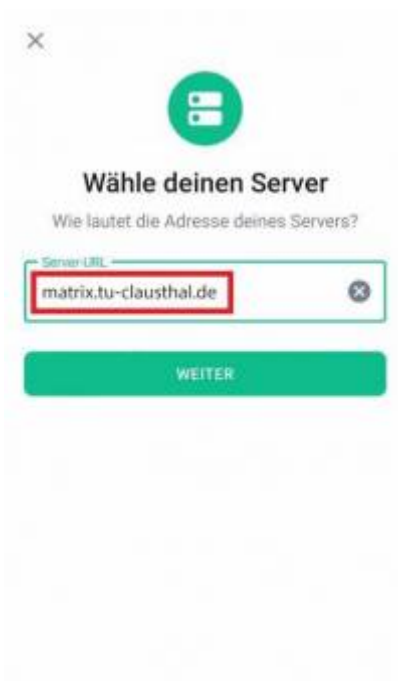 Wähle deinen Server
Wie lautet die Adresse deines Servers?
Server-URL
matrix.tu-clausthal.de
WEITER